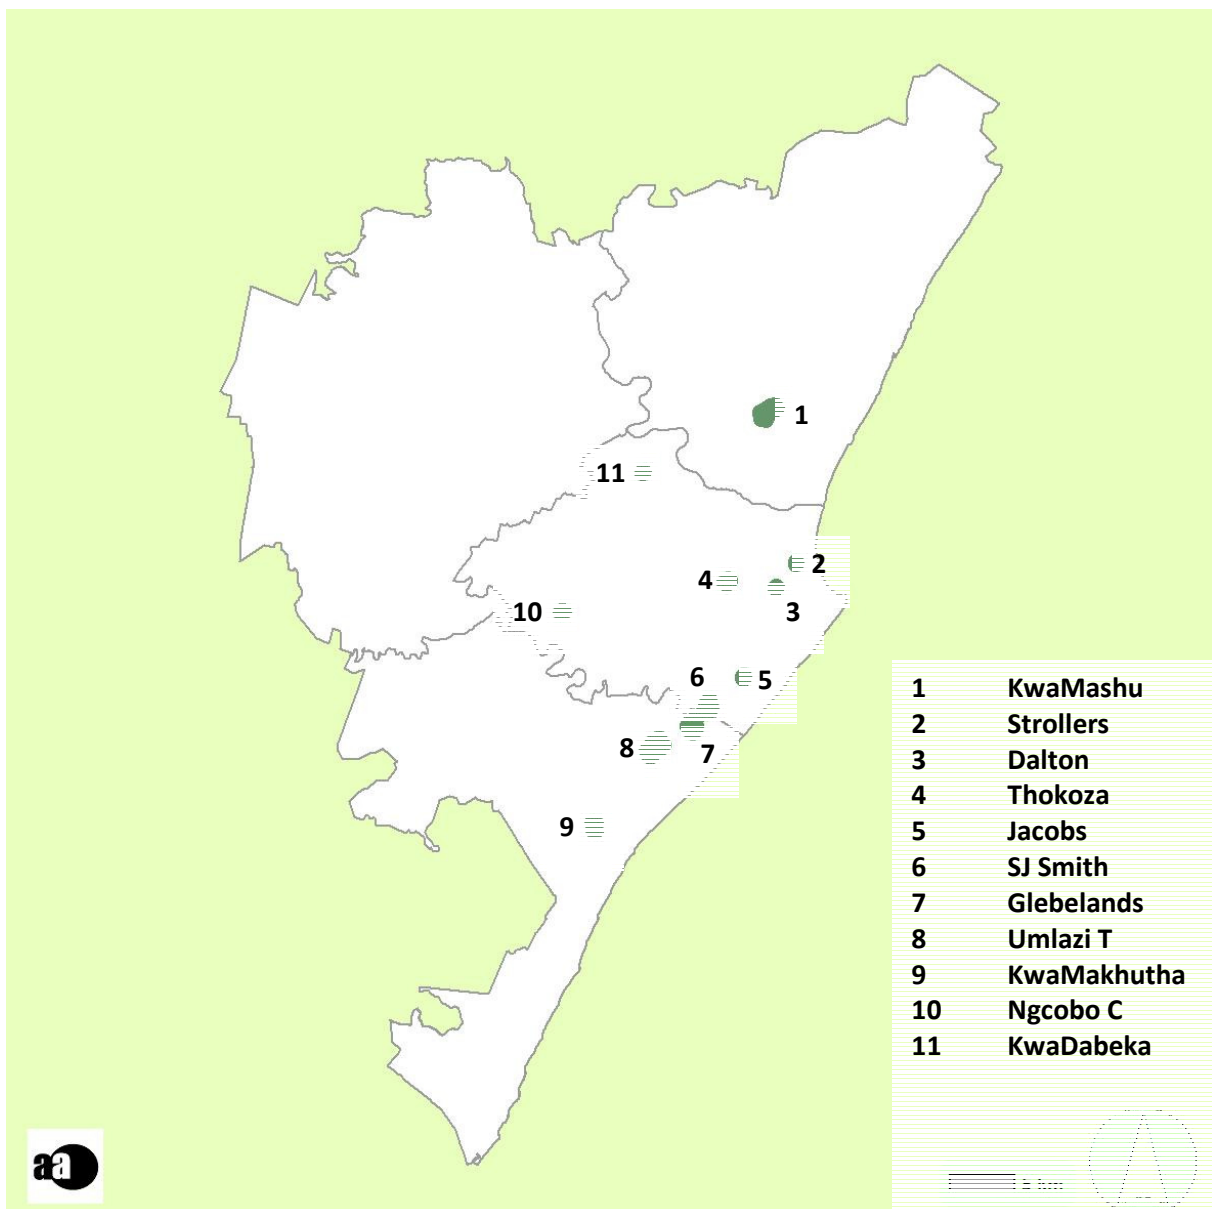 1
11
2
4
10
3
6
5
8
7
9
1 KwaMashu
2 Strollers
3 Dalton
4 Thokoza
5 Jacobs
6 SJ Smith
7 Glebelands
8 Umlazi T
9 KwaMakhutha
10 Ngcobo C
11 KwaDabeka
aa